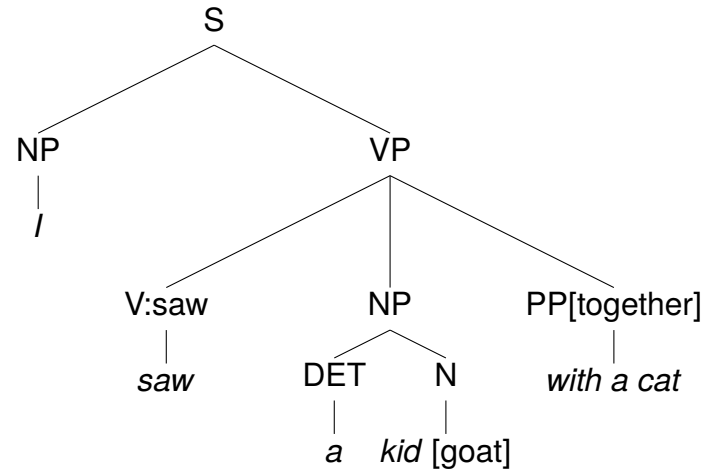 S
NP VP
I
V:saw NP PP[together]
saw DET N with a cat
a kid [goat]